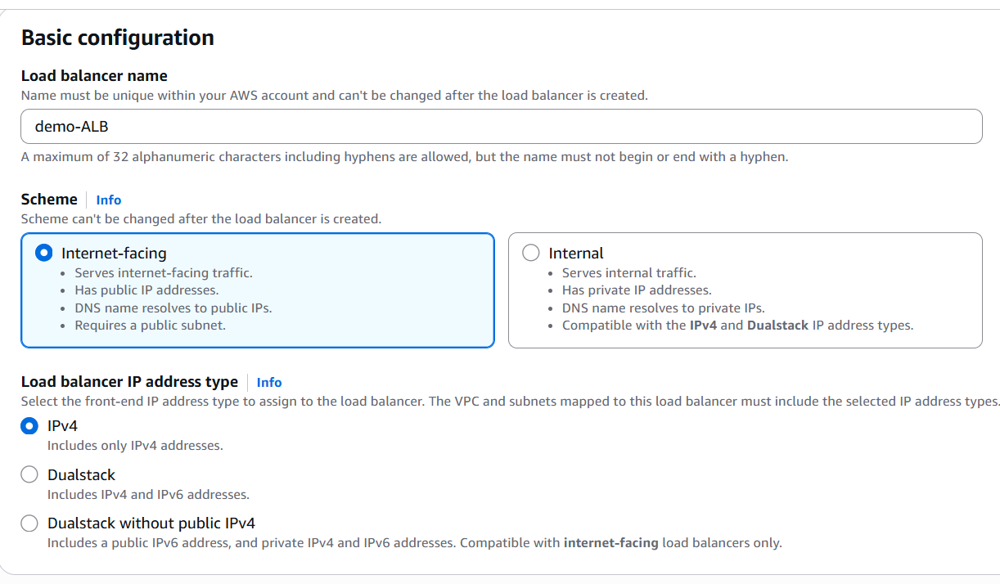 Basic configuration
Load balancer name
Name must be unique within your AWS account and can't be changed after the load balancer is created.
demo-ALB
A maximum of 32 alphanumeric characters including hyphens are allowed, but the name must not begin or end with a hyphen.
Scheme Info
Scheme can't be changed after the load balancer is created.
Internet-facing
• Serves internet-facing traffic.
• Has public IP addresses.
• DNS name resolves to public IPs.
• Requires a public subnet.
Internal
• Serves internal traffic.
• Has private IP addresses.
• DNS name resolves to private IPs.
• Compatible with the IPv4 and Dualstack IP address types.
Load balancer IP address type Info
Select the front-end IP address type to assign to the load balancer. The VPC and subnets mapped to this load balancer must include the selected IP address types.
IPv4
Includes only IPv4 addresses.
Dualstack
Includes IPv4 and IPv6 addresses.
Dualstack without public IPv4
Includes a public IPv6 address, and private IPv4 and IPv6 addresses. Compatible with internet-facing load balancers only.